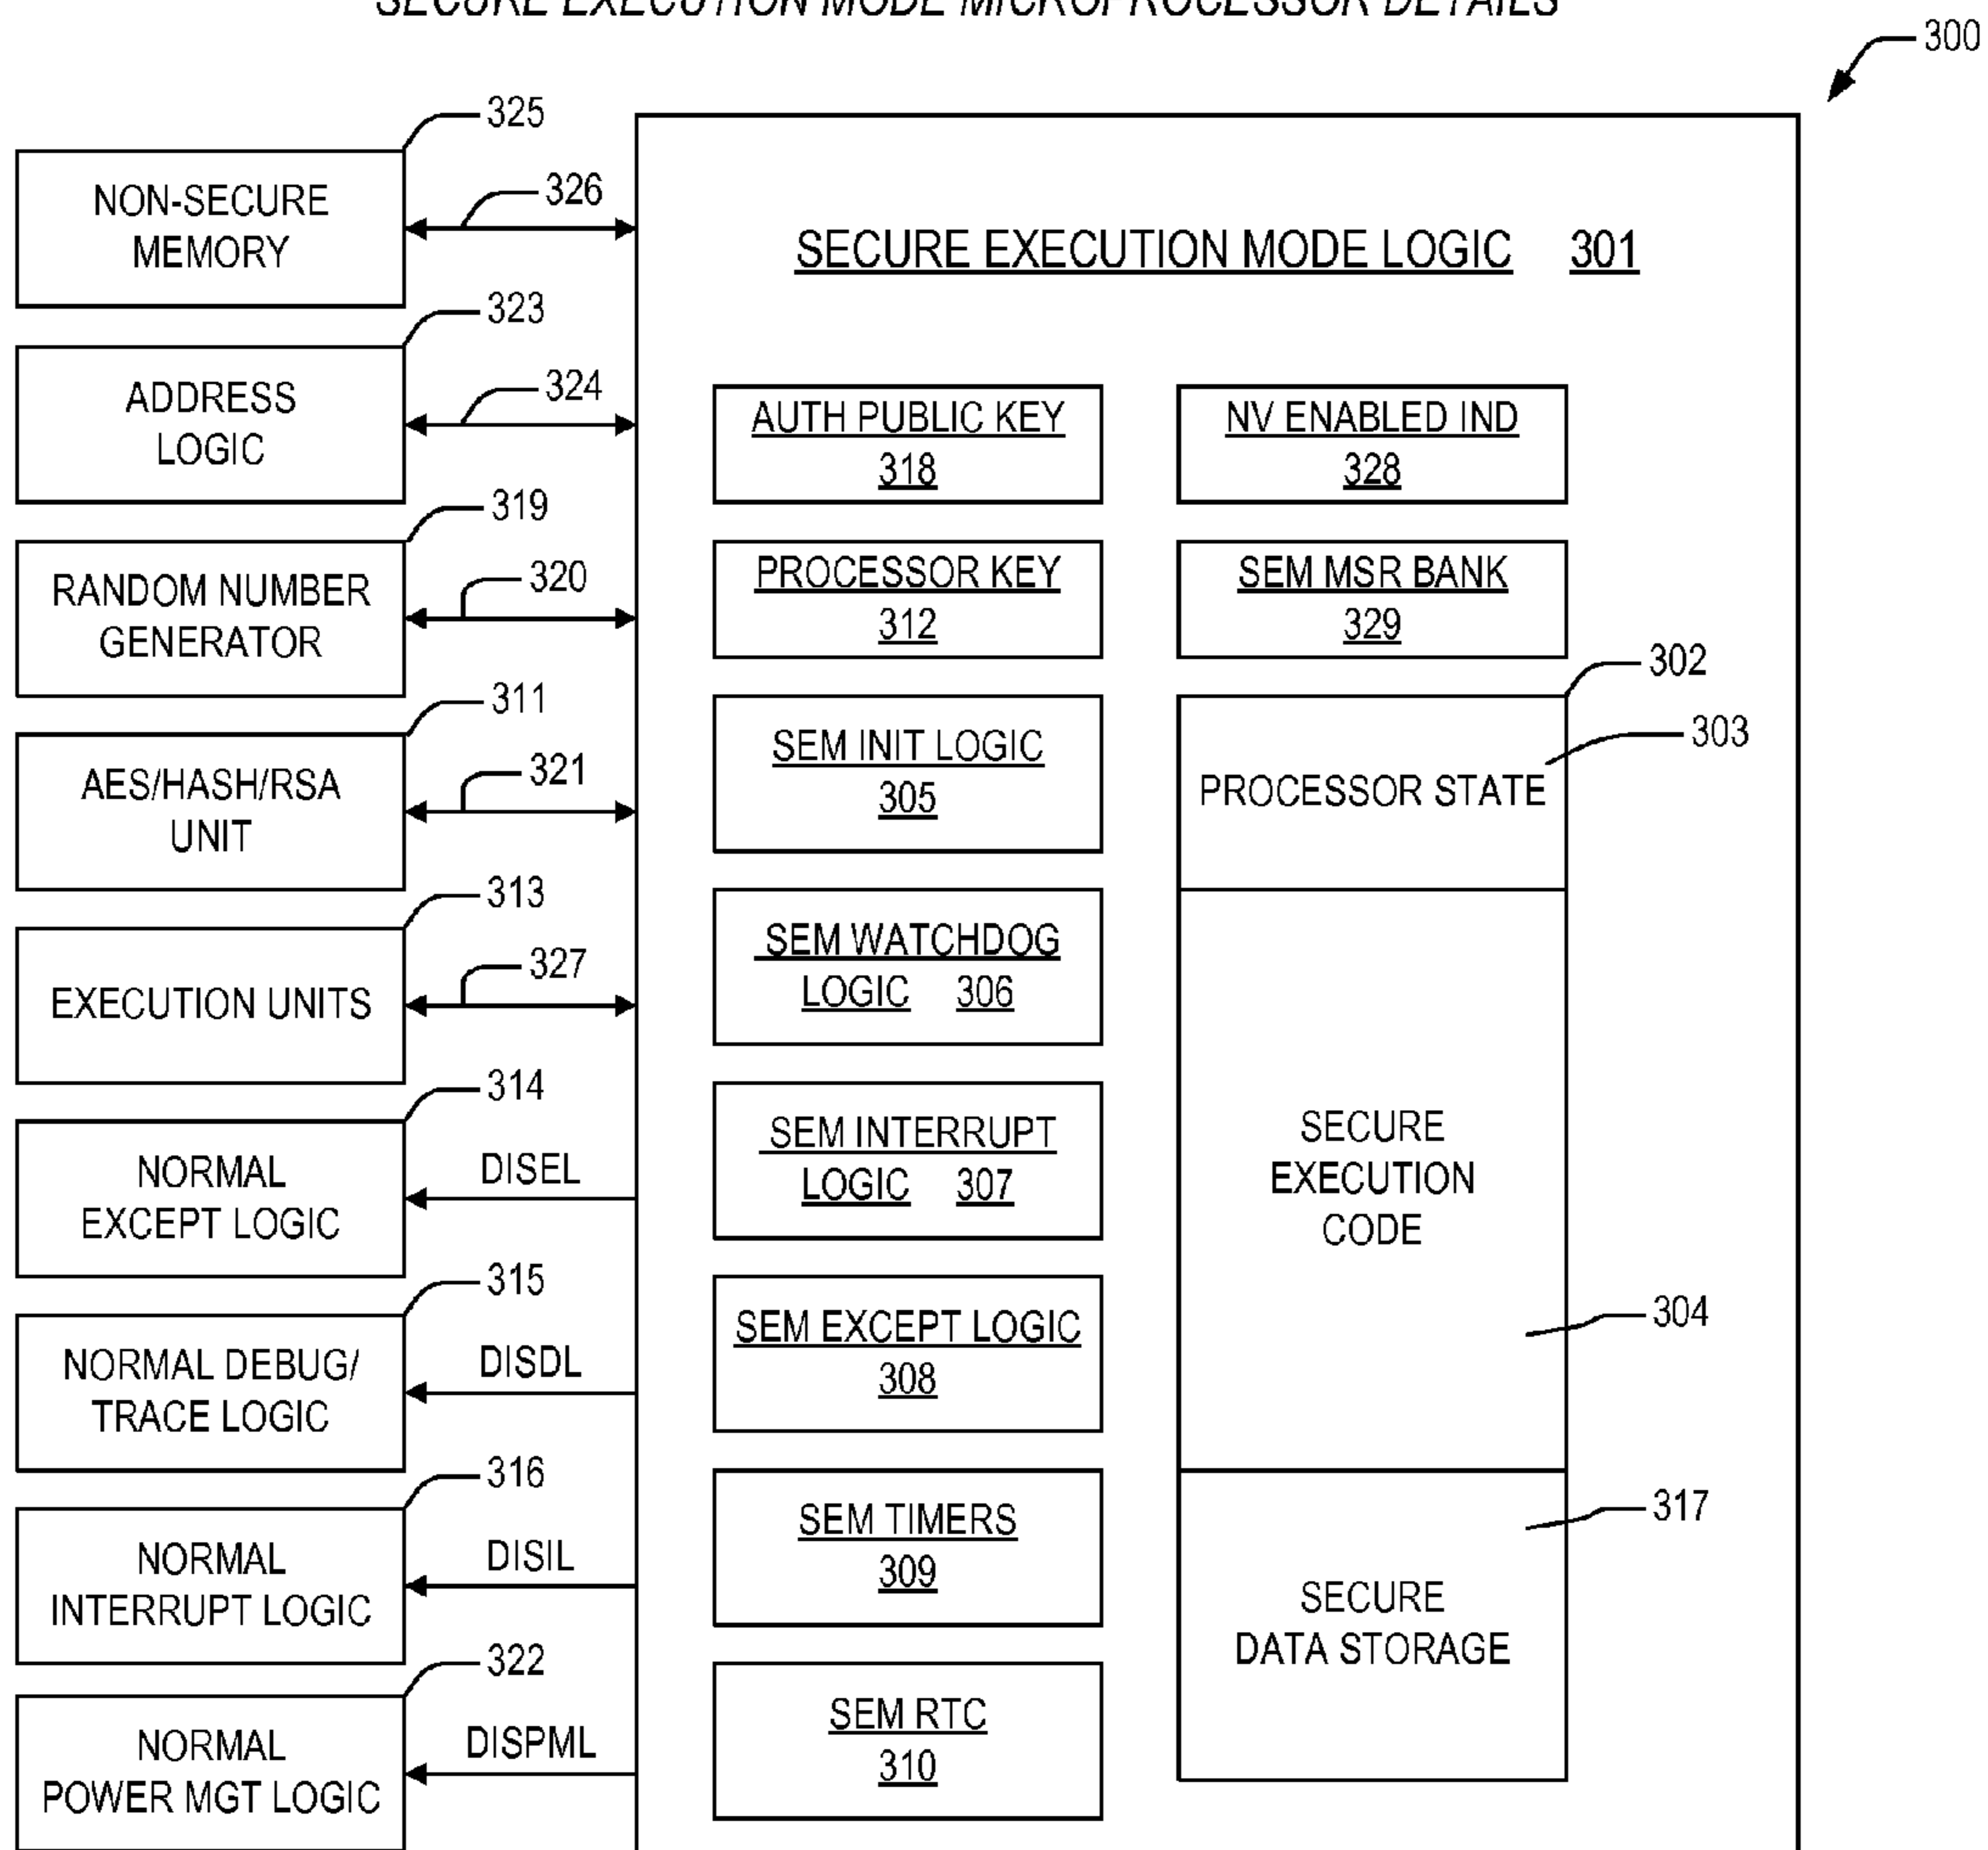 SECURE EXECUTION MODE MICROPROCESSOR DETAILS
300
325
NON-SECURE
MEMORY
326
SECURE EXECUTION MODE LOGIC 301
323
ADDRESS
LOGIC
324
319
RANDOM NUMBER
GENERATOR
320
311
AES/HASH/RSA
UNIT
321
313
EXECUTION UNITS
327
314
NORMAL
EXCEPT LOGIC
DISEL
315
NORMAL DEBUG/
TRACE LOGIC
DISDL
316
NORMAL
INTERRUPT LOGIC
DISIL
322
NORMAL
POWER MGT LOGIC
DISPML
AUTH PUBLIC KEY
318
PROCESSOR KEY
312
SEM INIT LOGIC
305
SEM WATCHDOG
LOGIC 306
SEM INTERRUPT
LOGIC 307
SEM EXCEPT LOGIC
308
SEM TIMERS
309
SEM RTC
310
NV ENABLED IND
328
SEM MSR BANK
329
302
303
PROCESSOR STATE
SECURE
EXECUTION
CODE
304
317
SECURE
DATA STORAGE